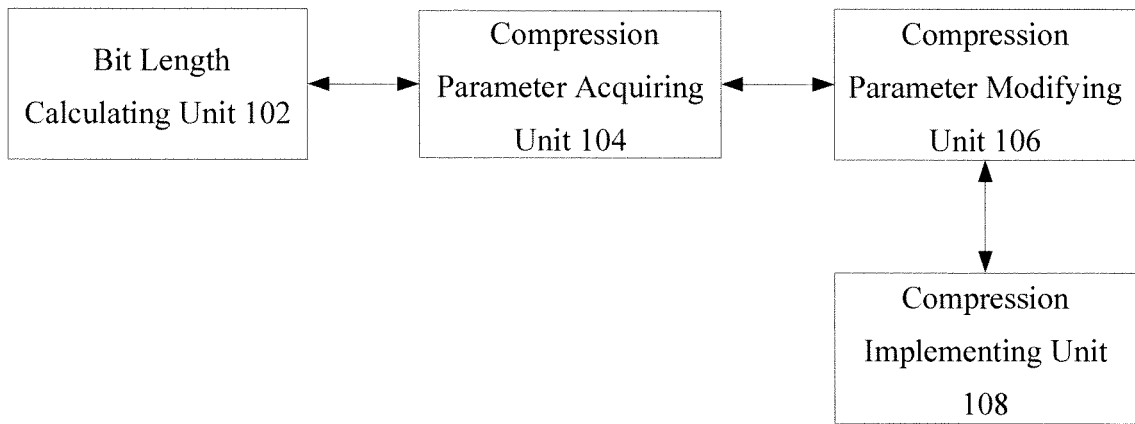 Bit Length
Calculating Unit 102
Compression
Parameter Acquiring
Unit 104
Compression
Parameter Modifying
Unit 106
Compression
Implementing Unit
108